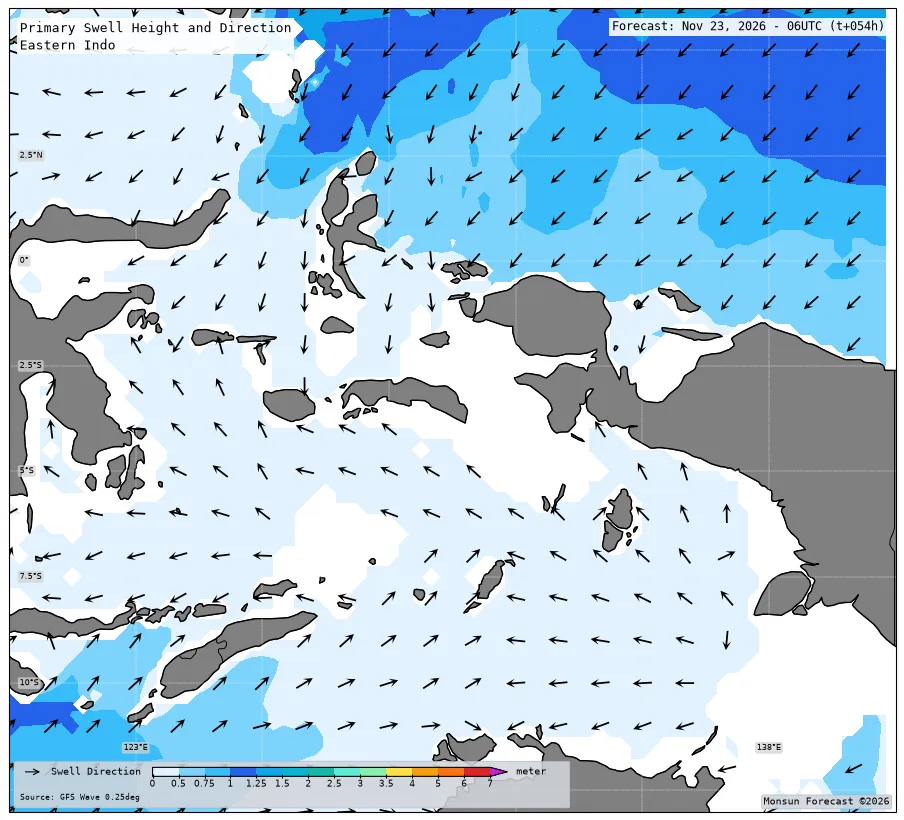 Primary Swell Height and Direction
Eastern Indo
Forecast: Nov 23, 2026 - 06UTC (t+054h)
2.5°N
0°
2.5°S
5°S
7.5°S
10°S
123°E
138°E
Swell Direction
0 0.5 0.75 1 1.25 1.5 2 2.5 3 3.5 4 5 6 7
meter
Source: GFS Wave 0.25deg
Monsun Forecast ©2026